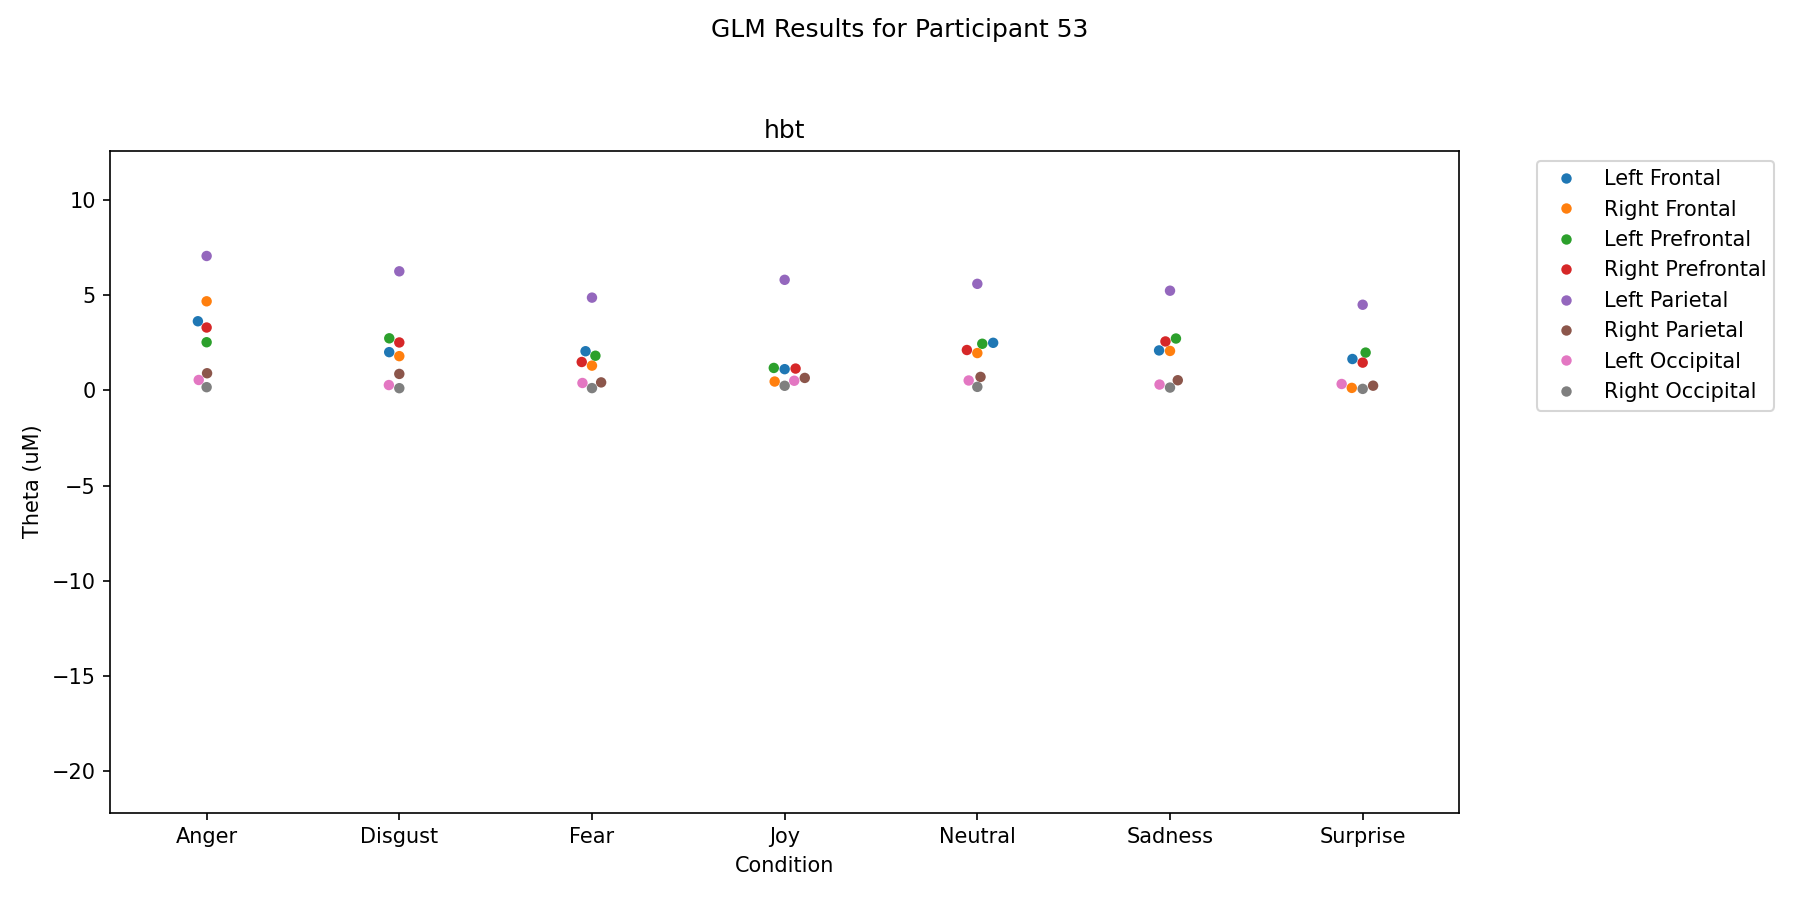 GLM Results for Participant 53
hbt
10
5
0
−5
−10
−15
−20
Theta (uM)
Anger
Disgust
Fear
Joy
Neutral
Sadness
Surprise
Condition
Left Frontal
Right Frontal
Left Prefrontal
Right Prefrontal
Left Parietal
Right Parietal
Left Occipital
Right Occipital